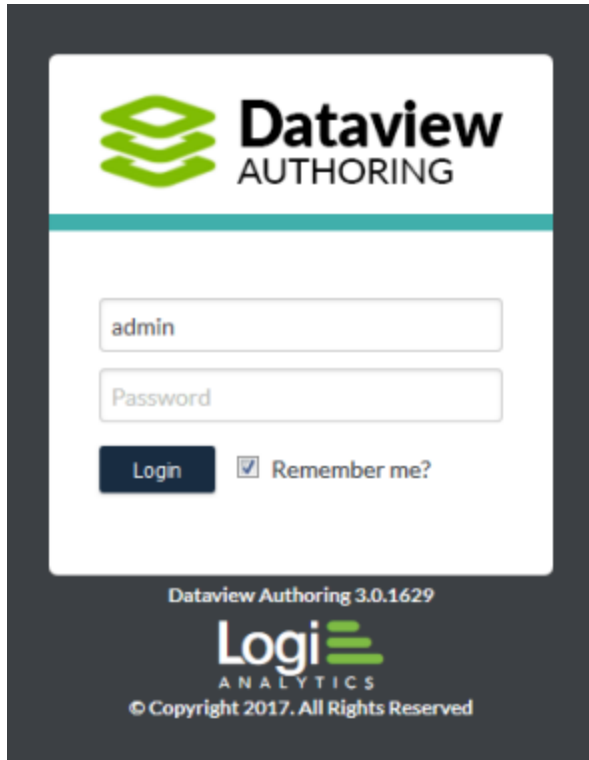 Dataview
AUTHORING
admin
Password
Login
Remember me?
Dataview Authoring 3.0.1629
Logi
ANALYTICS
© Copyright 2017. All Rights Reserved